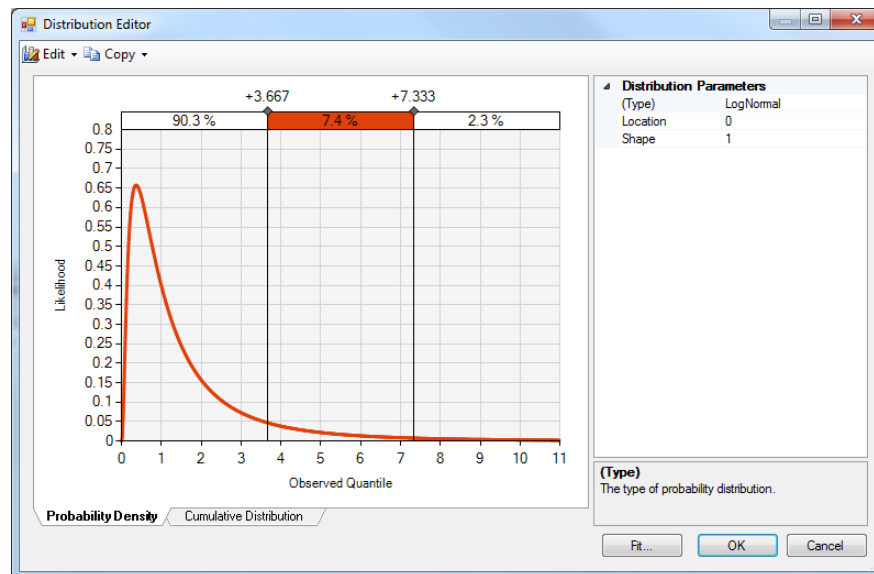 Distribution Editor
Edit Copy
+3.667 +7.333
90.3 % 7.4 % 2.3 %
0.8
0.75
0.7
0.65
0.6
0.55
0.5
0.45
0.4
0.35
0.3
0.25
0.2
0.15
0.1
0.05
0
Likelihood
0 1 2 3 4 5 6 7 8 9 10 11
Observed Quantile
Probability Density Cumulative Distribution
Distribution Parameters
(Type) LogNormal
Location 0
Shape 1
(Type)
The type of probability distribution.
Fit... OK Cancel